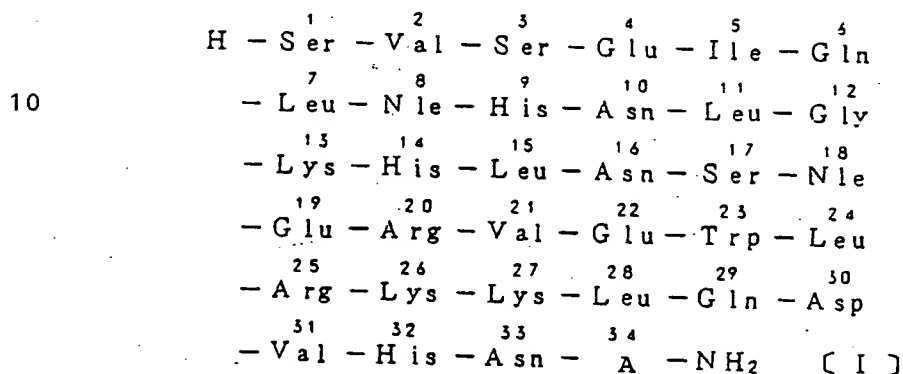 1 2 3 4 5 6
H － Ser － Val － Ser － Glu － Ile － Gln
7 8 9 10 11 12
10 － Leu － Nle － His － Asn － Leu － Gly
13 14 15 16 17 18
－ Lys － His － Leu － Asn － Ser － Nle
19 20 21 22 23 24
－ Glu － Arg － Val － Glu － Trp － Leu
25 26 27 28 29 30
－ Arg － Lys － Lys － Leu － Gln － Asp
31 32 33 34
－ Val － His － Asn － A － NH₂ 〔 I 〕